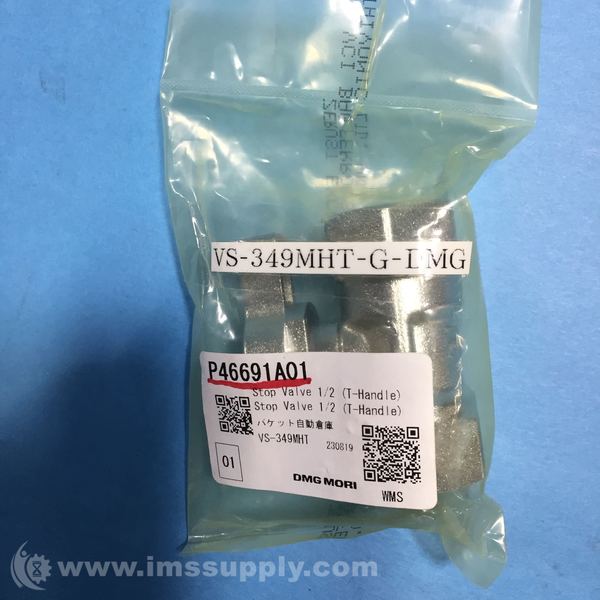 VS-349MHT-G-DMG
P46691A01
Stop Valve 1/2 (T-Handle)
Stop Valve 1/2 (T-Handle)
バケット自動倉庫
VS-349MHT 230819
01
DMG MORI
WMS
www.imssupply.com